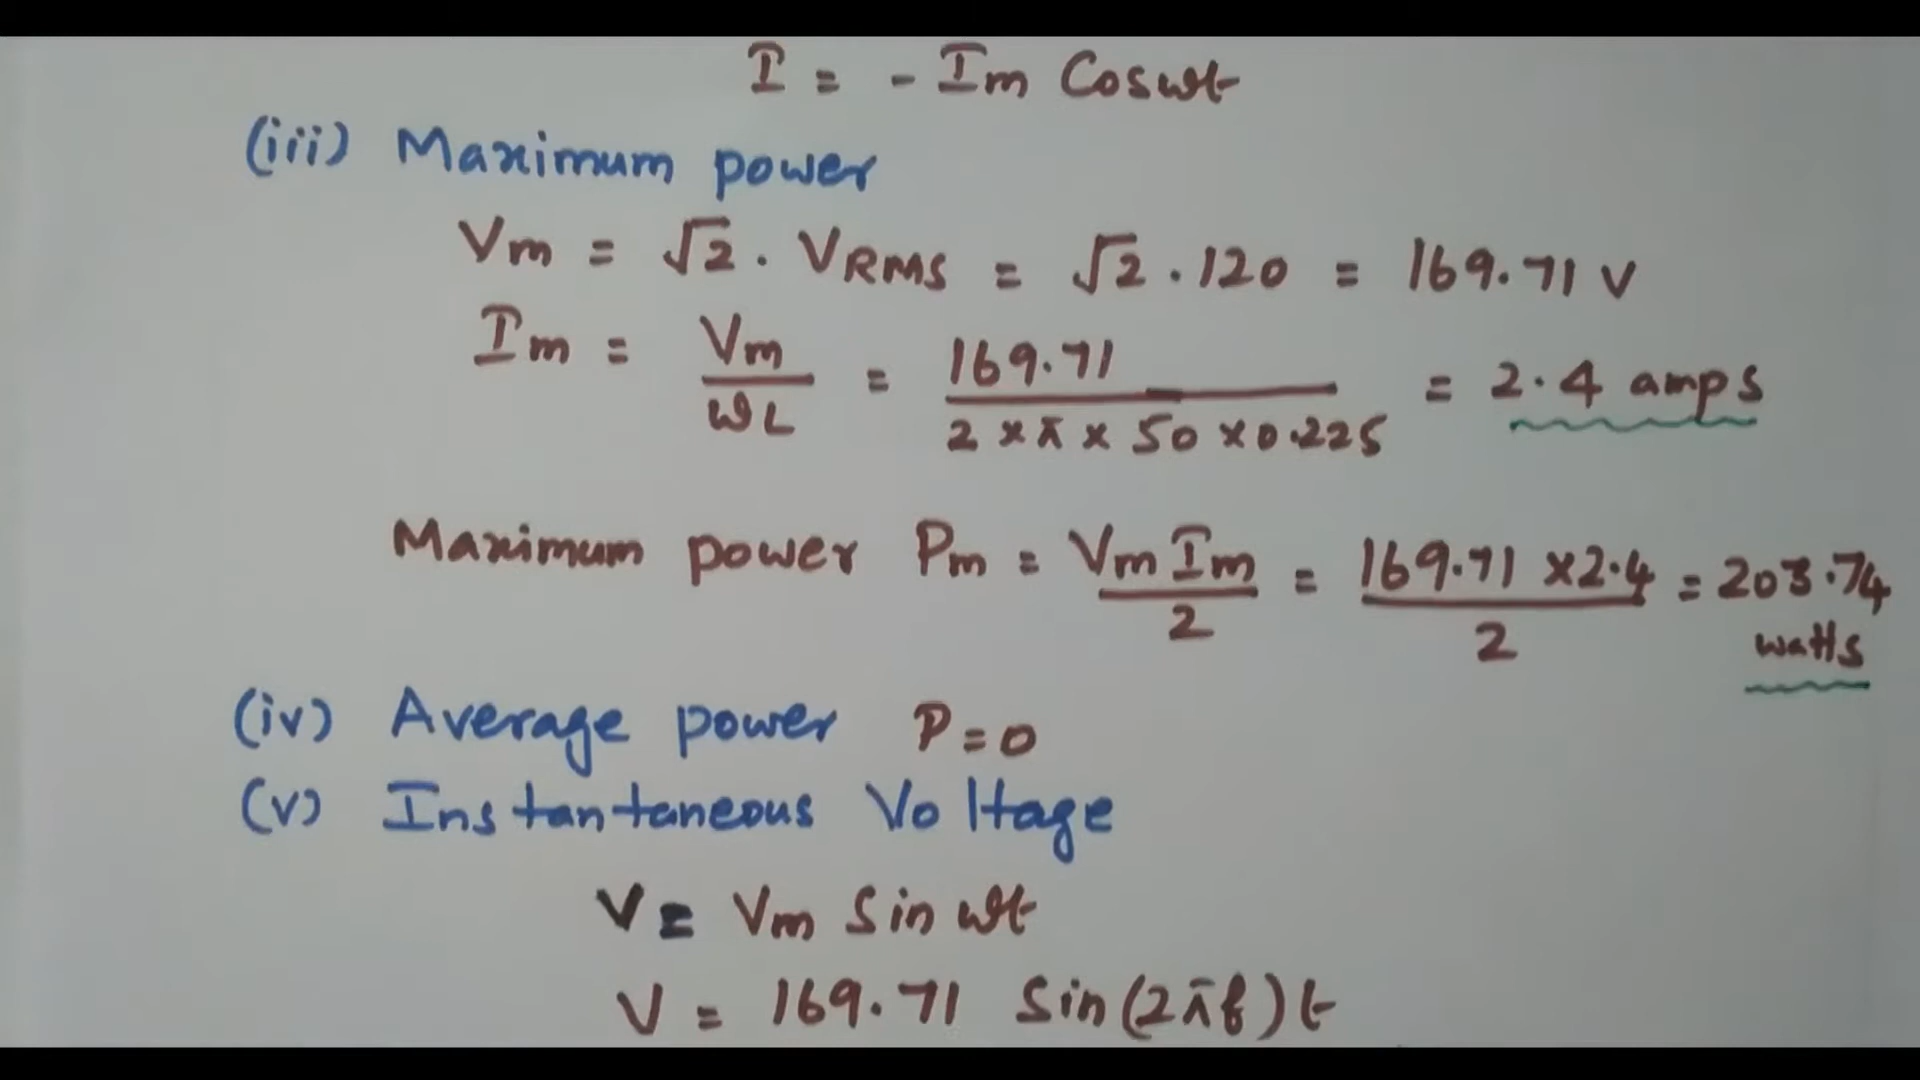 I = - Im Cosωt
(iii) Maximum power
Vm = √2 . VRMS = √2 . 120 = 169.71 V
Im = Vm / ωL = 169.71 / 2 × π × 50 × 0.225 = 2.4 amps
Maximum power Pm = Vm Im / 2 = 169.71 × 2.4 / 2 = 203.74 watts
(iv) Average power P = 0
(v) Instantaneous Voltage
V = Vm Sin ωt
V = 169.71 Sin (2πf) t